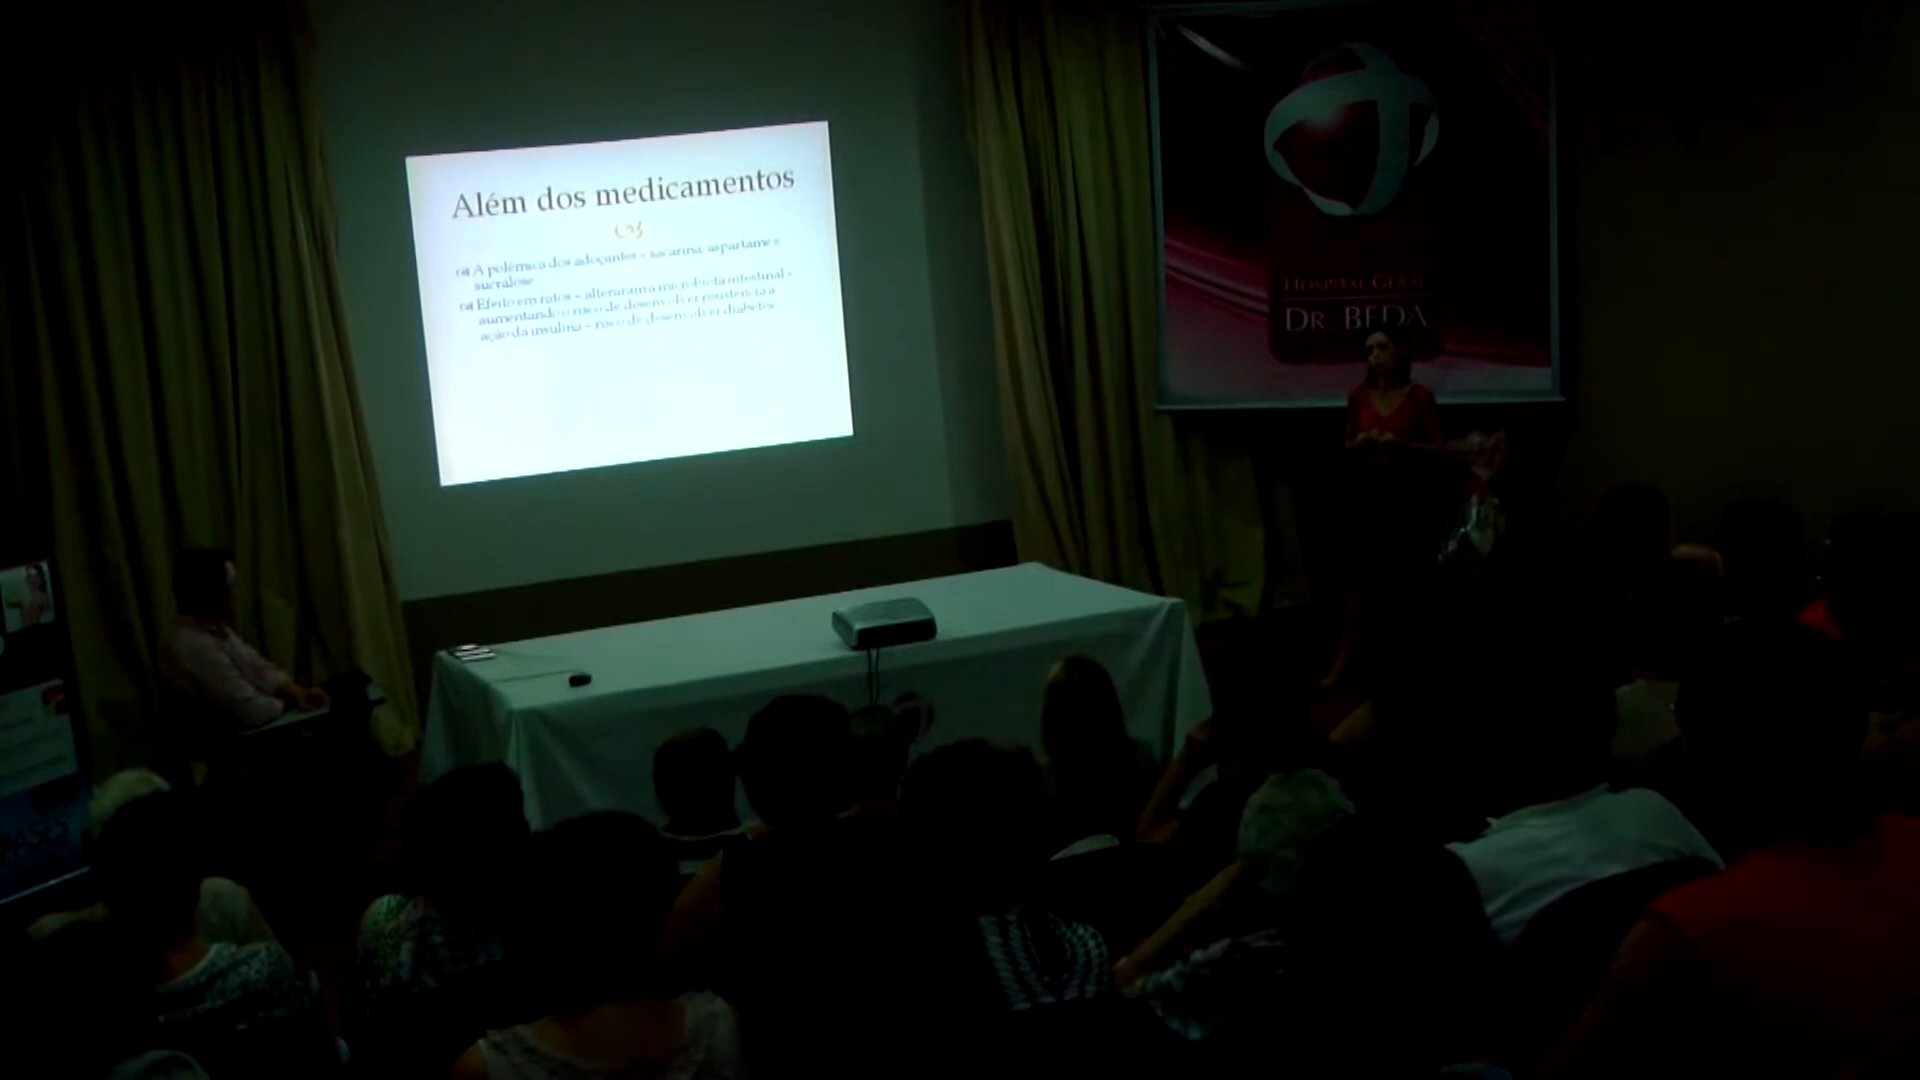 Além dos medicamentos
A polêmica dos adoçantes - sacarina, aspartame e
sucralose
Efeito em ratos - alteraram a microbiota intestinal -
aumentando o risco de desenvolver resistencia a
ação da insulina - risco de desenvolver diabetes
HOSPITAL GERAL
DR. BEDA